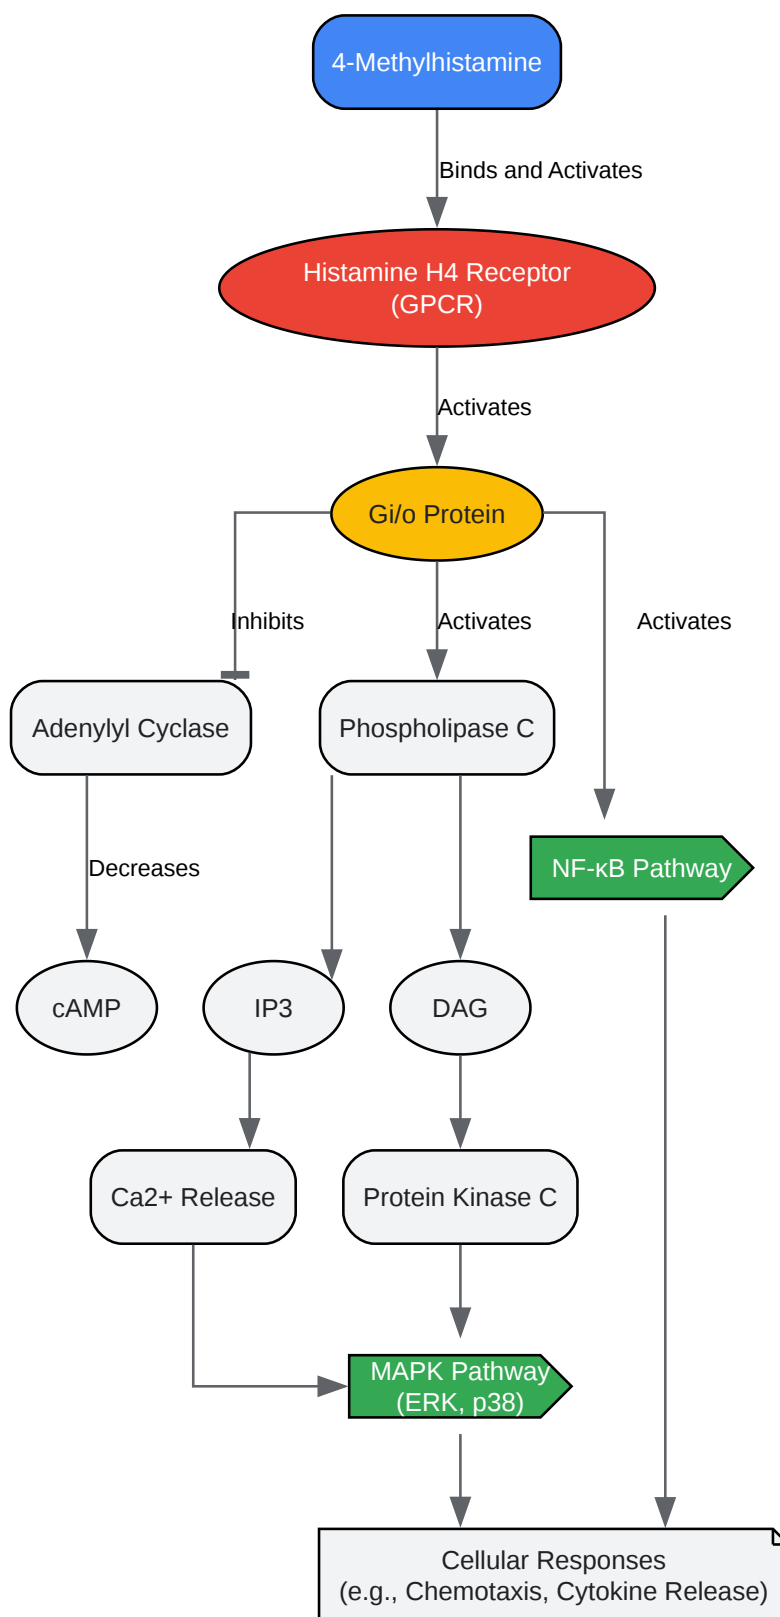 4-Methylhistamine
Binds and Activates
Histamine H4 Receptor
(GPCR)
Activates
Gi/o Protein
Inhibits
Activates
Activates
Adenylyl Cyclase
Phospholipase C
Decreases
NF-κB Pathway
cAMP
IP3
DAG
Ca2+ Release
Protein Kinase C
MAPK Pathway
(ERK, p38)
Cellular Responses
(e.g., Chemotaxis, Cytokine Release)